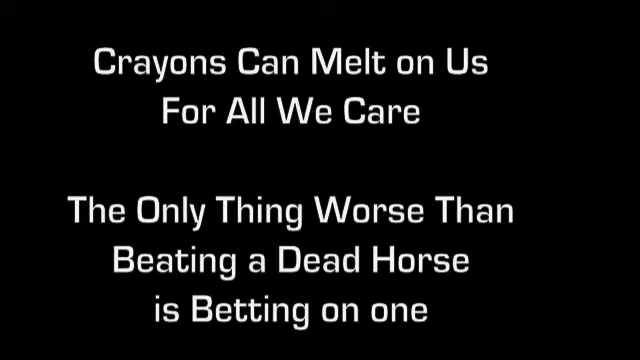 Crayons Can Melt on Us
For All We Care
The Only Thing Worse Than
Beating a Dead Horse
is Betting on one